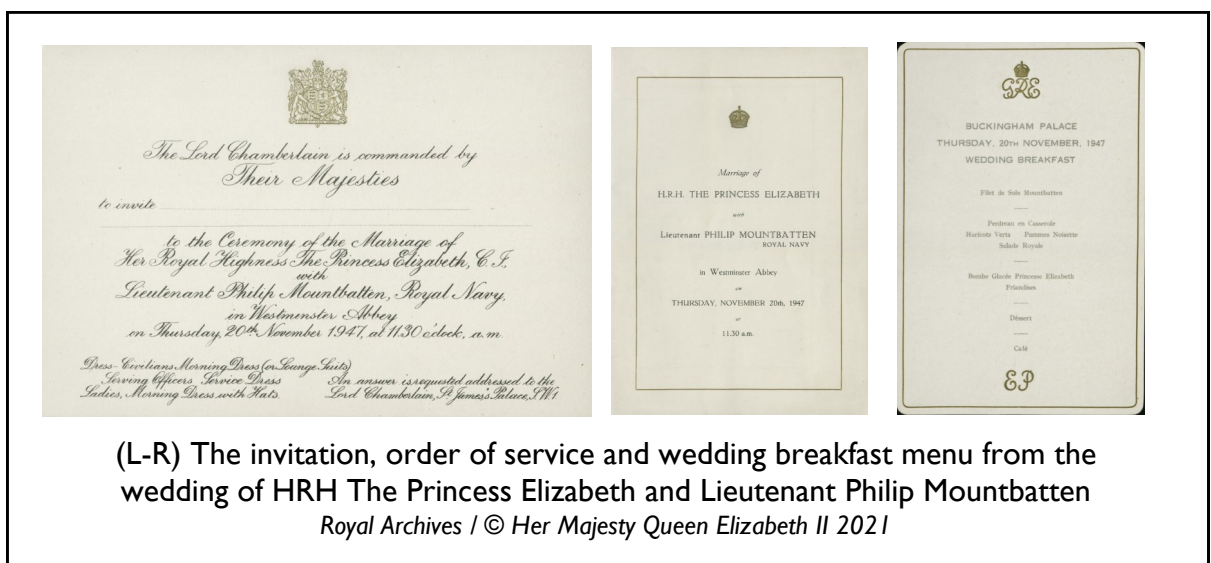 The Lord Chamberlain is commanded by
Their Majesties
to invite
to the Ceremony of the Marriage of
Her Royal Highness The Princess Elizabeth, C.I.,
with
Lieutenant Philip Mountbatten, Royal Navy,
in Westminster Abbey
on Thursday, 20th November 1947, at 11.30 o'clock, a.m.
Dress - Civilians Morning Dress (or Lounge Suits)
Serving Officers, Service Dress
Ladies, Morning Dress with Hats
An answer is requested addressed to the
Lord Chamberlain, St James's Palace, S.W.1
Marriage of
H.R.H. THE PRINCESS ELIZABETH
with
Lieutenant PHILIP MOUNTBATTEN
ROYAL NAVY
in Westminster Abbey
on
THURSDAY, NOVEMBER 20th, 1947
at
11.30 a.m.
GRE
BUCKINGHAM PALACE
THURSDAY, 20TH NOVEMBER, 1947
WEDDING BREAKFAST
Filet de Sole Mountbatten
Perdreau en Casserole
Haricots Verts Pommes Noisette
Salade Royale
Bombe Glacée Princess Elizabeth
Friandises
Déssert
Café
EP
(L-R) The invitation, order of service and wedding breakfast menu from the
wedding of HRH The Princess Elizabeth and Lieutenant Philip Mountbatten
Royal Archives / © Her Majesty Queen Elizabeth II 2021